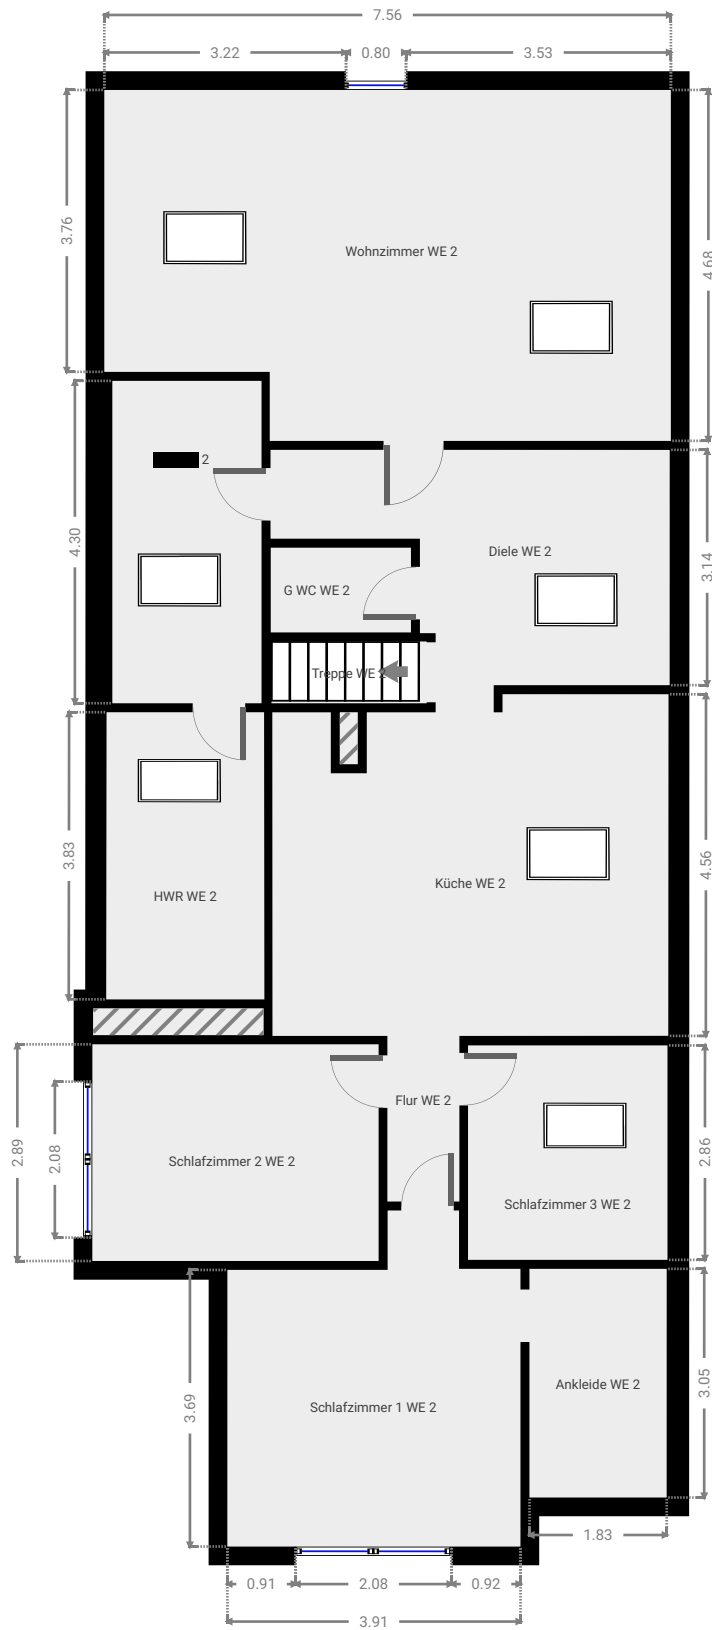 7.56
3.22
0.80
3.53
3.76
4.68
Wohnzimmer WE 2
2
4.30
Diele WE 2
3.14
G WC WE 2
Treppe WE 2
3.83
4.56
Küche WE 2
HWR WE 2
Flur WE 2
2.89
2.08
2.86
Schlafzimmer 2 WE 2
Schlafzimmer 3 WE 2
3.69
3.05
Ankleide WE 2
Schlafzimmer 1 WE 2
1.83
0.91
2.08
0.92
3.91